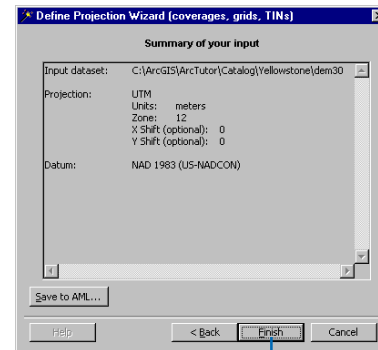 Define Projection Wizard (coverages, grids, TINs)
Summary of your input
Input dataset: C:\ArcGIS\ArcTutor\Catalog\Yellowstone\dem30
Projection: UTM
Units: meters
Zone: 12
X Shift (optional): 0
Y Shift (optional): 0
Datum: NAD 1983 (US-NADCON)
Save to AML...
Help < Back Finish Cancel